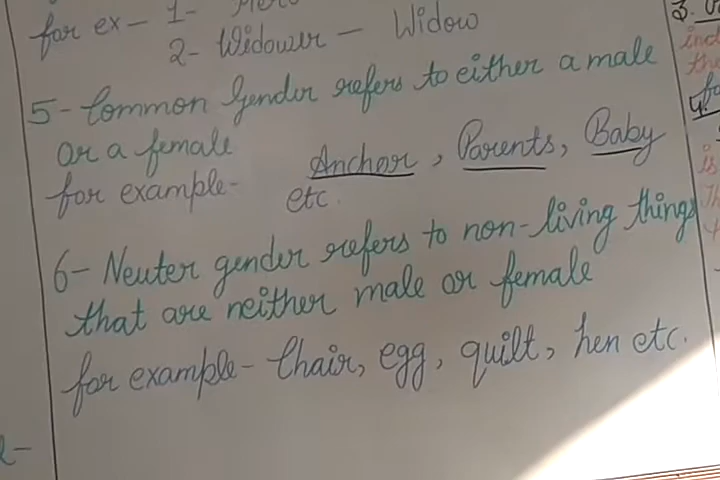 for ex - 1-
2- Widower - Widow
5- Common Gender refers to either a male
or a female
for example- Anchor, Parents, Baby
etc.
6- Neuter gender refers to non-living things
that are neither male or female
for example- Chair, egg, quilt, hen etc.